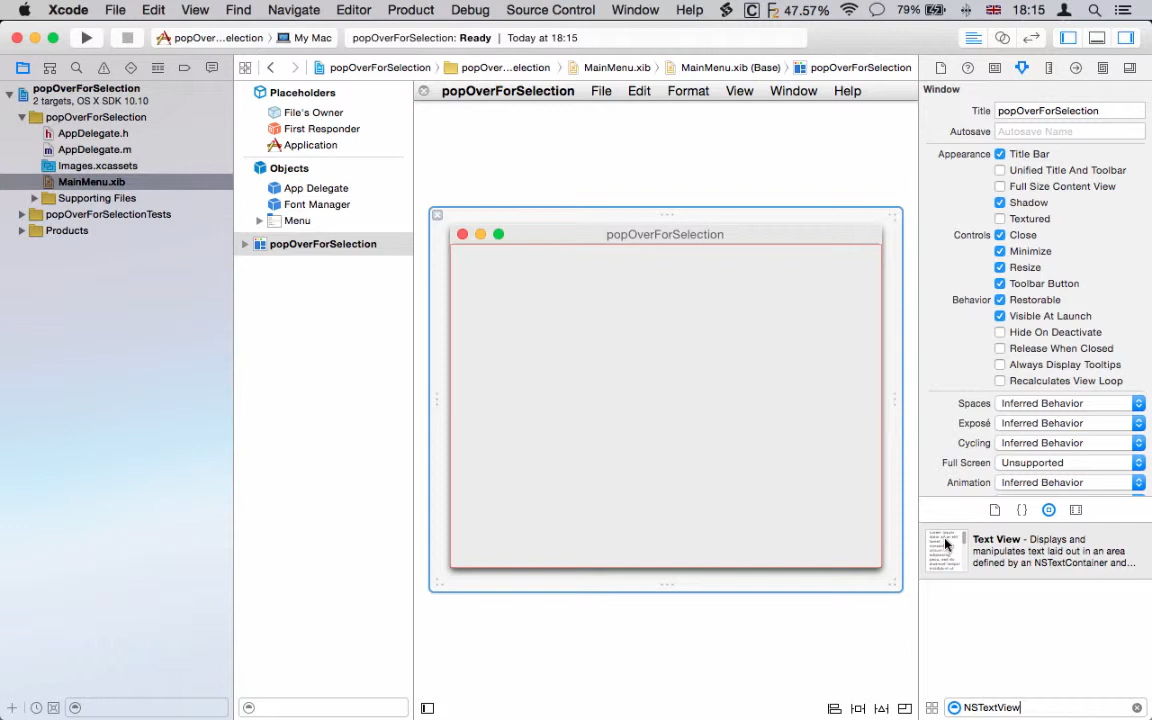 Xcode File Edit View Find Navigate Editor Product Debug Source Control Window Help 47.57% 79% 18:15
popOver...election My Mac popOverForSelection: Ready Today at 18:15
popOverForSelection popOver...election MainMenu.xib MainMenu.xib (Base) popOverForSelection
popOverForSelection
2 targets, OS X SDK 10.10
popOverForSelection
AppDelegate.h
AppDelegate.m
Images.xcassets
MainMenu.xib
Supporting Files
popOverForSelectionTests
Products
Placeholders
File's Owner
First Responder
Application
Objects
App Delegate
Font Manager
Menu
popOverForSelection
popOverForSelection File Edit Format View Window Help
popOverForSelection
Window
Title popOverForSelection
Autosave Autosave Name
Appearance Title Bar
Unified Title And Toolbar
Full Size Content View
Shadow
Textured
Controls Close
Minimize
Resize
Toolbar Button
Behavior Restorable
Visible At Launch
Hide On Deactivate
Release When Closed
Always Display Tooltips
Recalculates View Loop
Spaces Inferred Behavior
Exposé Inferred Behavior
Cycling Inferred Behavior
Full Screen Unsupported
Animation Inferred Behavior
Text View - Displays and
manipulates text laid out in an area
defined by an NSTextContainer and...
NSTextView